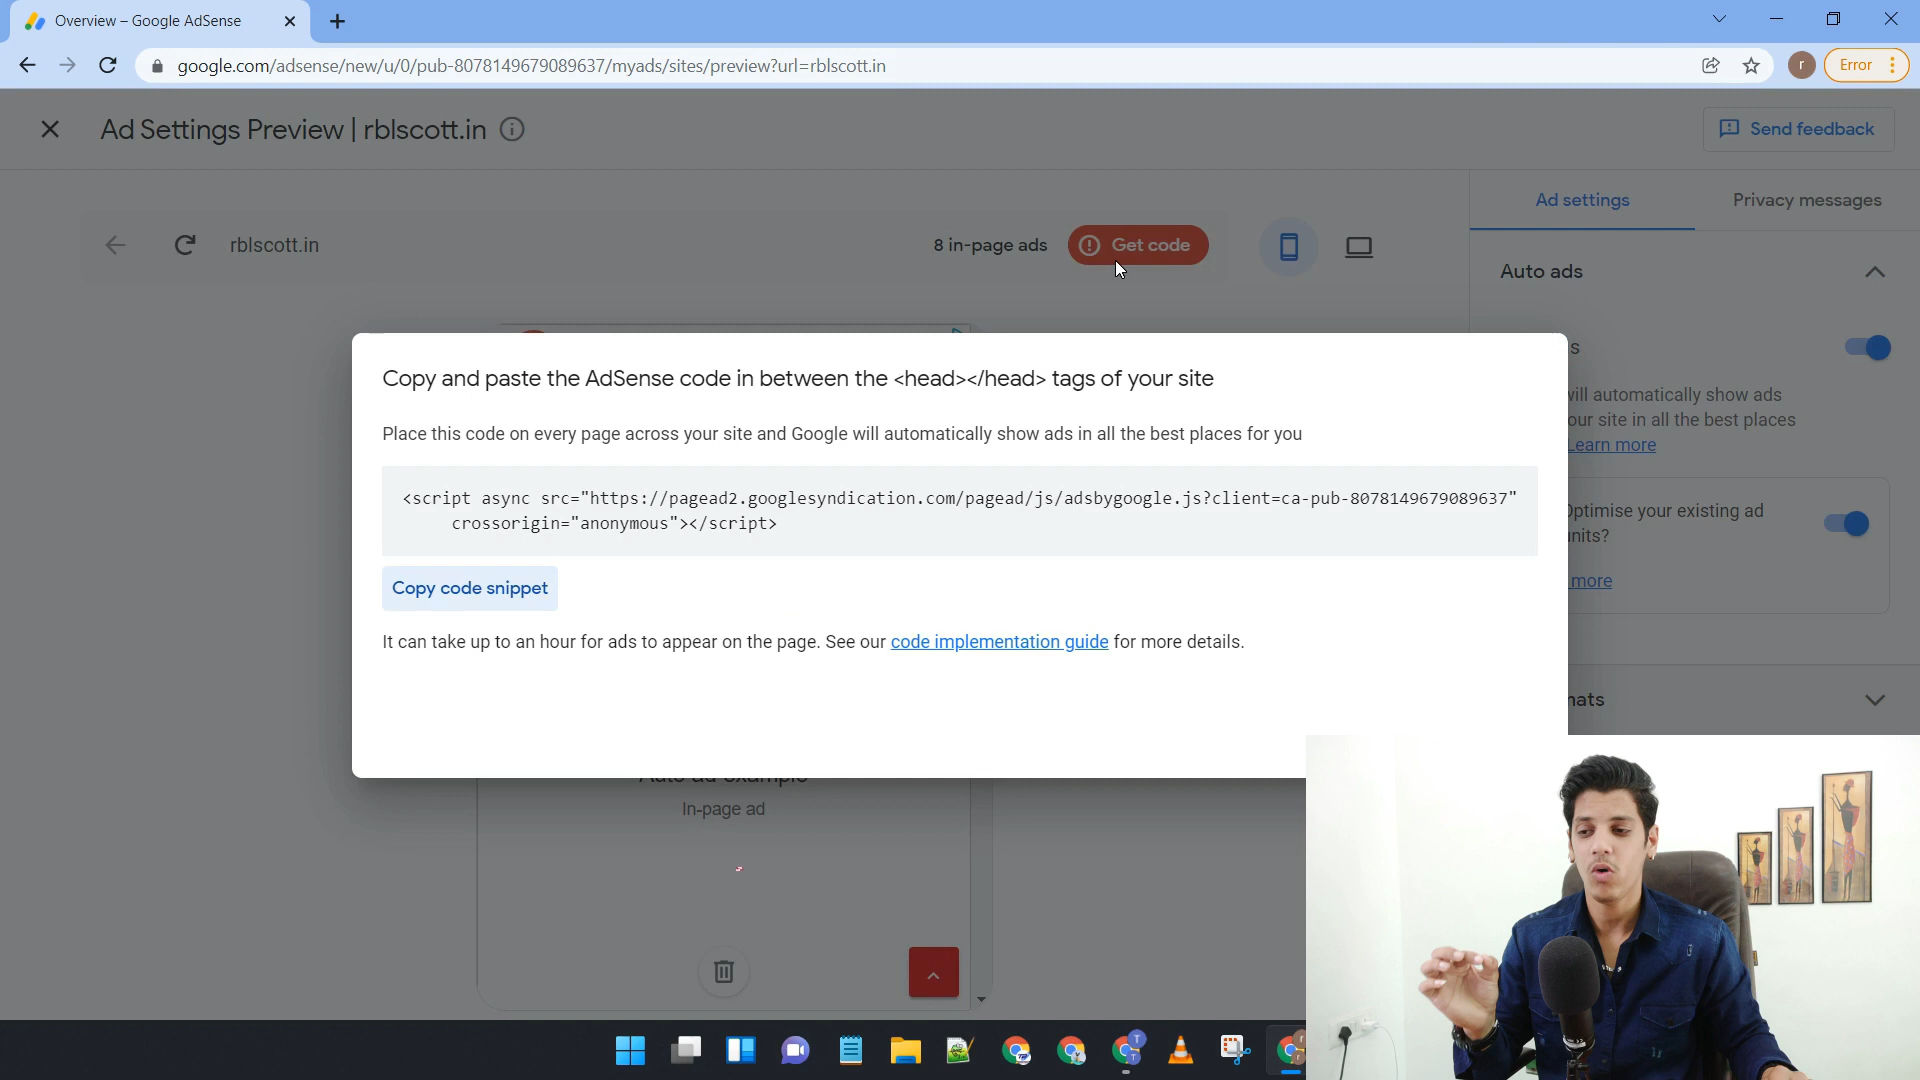 Overview – Google AdSense
google.com/adsense/new/u/0/pub-8078149679089637/myads/sites/preview?url=rblscott.in
r
Error
Ad Settings Preview | rblscott.in
Send feedback
Ad settings
Privacy messages
rblscott.in
8 in-page ads
Get code
Auto ads
s
will automatically show ads
our site in all the best places
Learn more
Optimise your existing ad
units?
more
mats
Copy and paste the AdSense code in between the <head></head> tags of your site
Place this code on every page across your site and Google will automatically show ads in all the best places for you
<script async src="https://pagead2.googlesyndication.com/pagead/js/adsbygoogle.js?client=ca-pub-8078149679089637"
crossorigin="anonymous"></script>
Copy code snippet
It can take up to an hour for ads to appear on the page. See our code implementation guide for more details.
Auto ad example
In-page ad